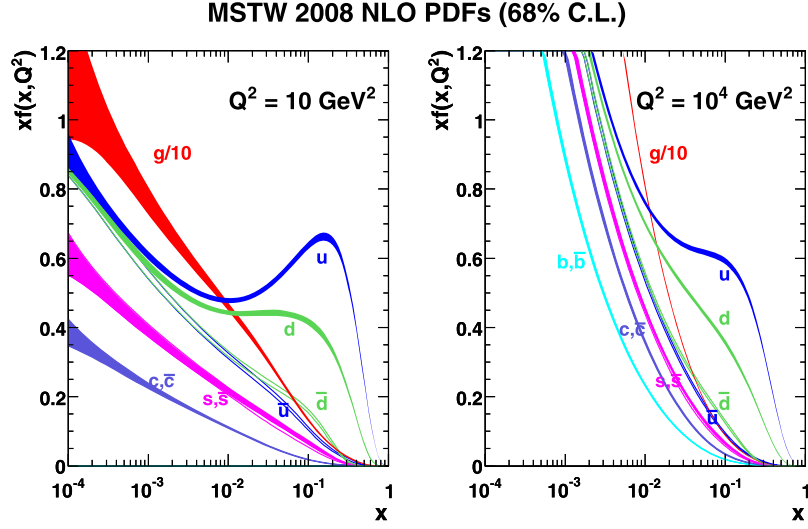 MSTW 2008 NLO PDFs (68% C.L.)
xf(x,Q²)
1.2
1
0.8
0.6
0.4
0.2
0
Q² = 10 GeV²
g/10
u
d
c,c̄
s,s̄
ū
d̄
10⁻⁴
10⁻³
10⁻²
10⁻¹
1
x
xf(x,Q²)
1.2
1
0.8
0.6
0.4
0.2
0
Q² = 10⁴ GeV²
g/10
b,b̄
u
d
c,c̄
s,s̄
d̄
ū
10⁻⁴
10⁻³
10⁻²
10⁻¹
1
x